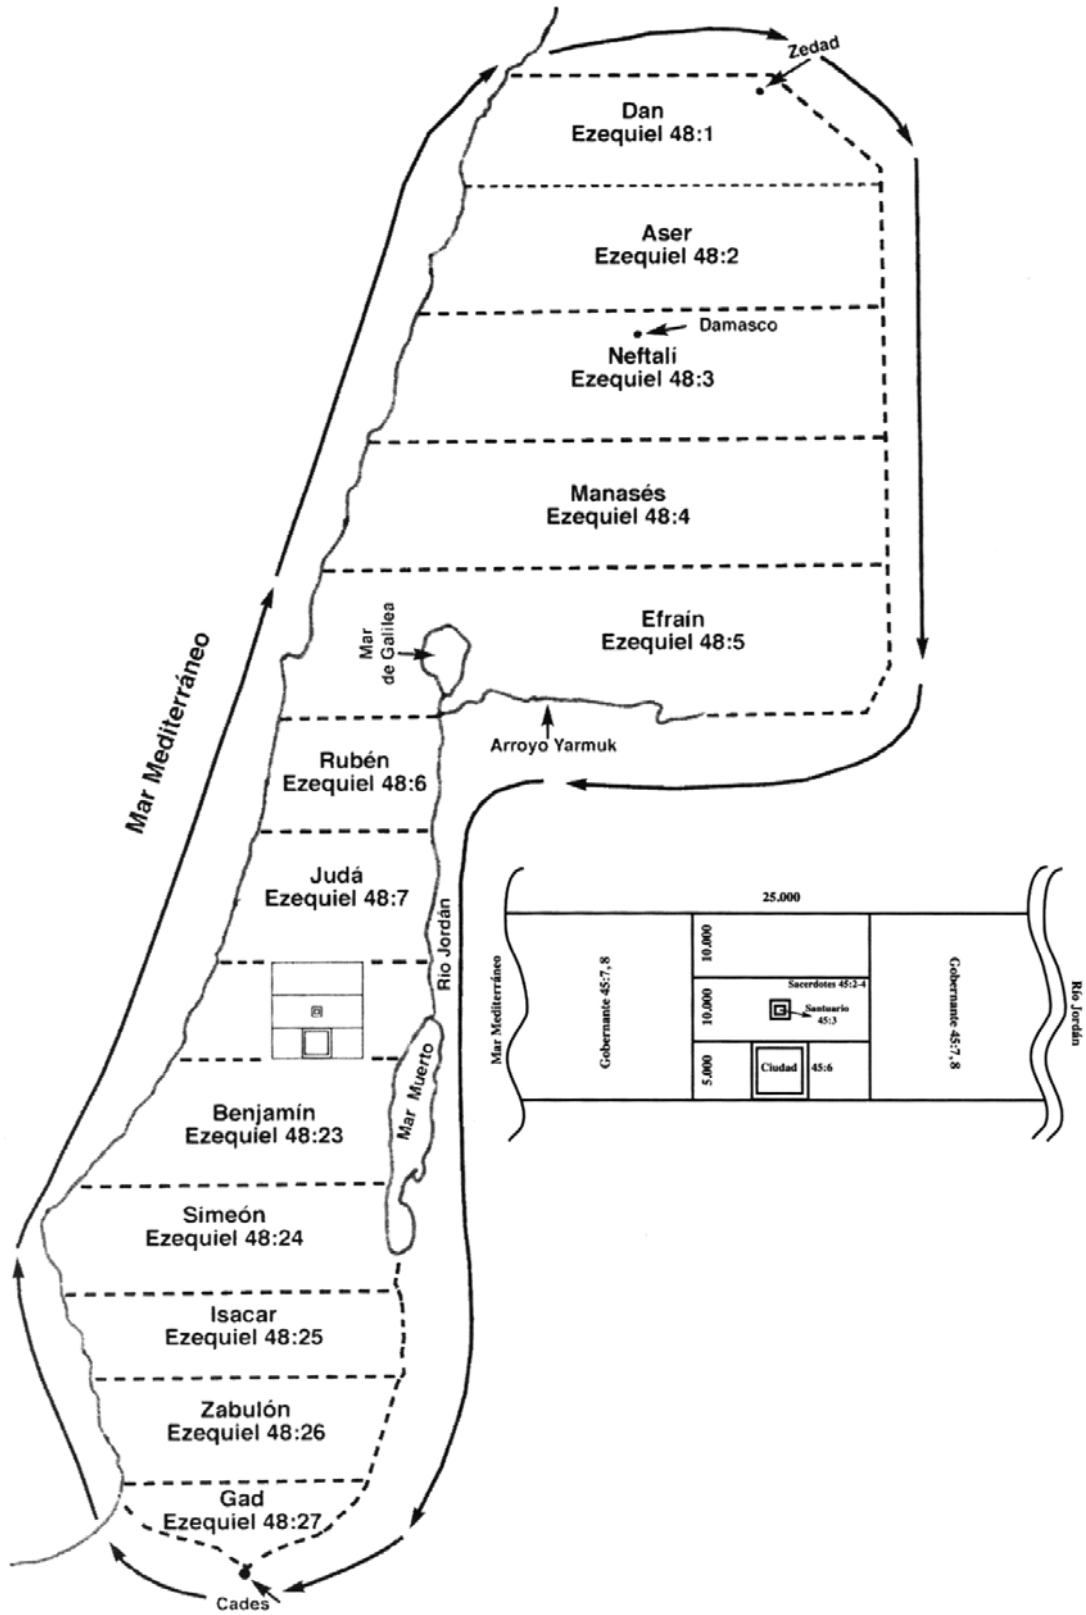 Zedad
Dan
Ezequiel 48:1
Aser
Ezequiel 48:2
Damasco
Neftalí
Ezequiel 48:3
Manasés
Ezequiel 48:4
Efraín
Ezequiel 48:5
Mar
de Galilea
Mar Mediterráneo
Arroyo Yarmuk
Rubén
Ezequiel 48:6
Judá
Ezequiel 48:7
Río Jordán
Mar Muerto
Benjamín
Ezequiel 48:23
Simeón
Ezequiel 48:24
Isacar
Ezequiel 48:25
Zabulón
Ezequiel 48:26
Gad
Ezequiel 48:27
Cades
25.000
Mar Mediterráneo
Gobernante 45:7, 8
10.000
10.000
5.000
Sacerdotes 45:2-4
Santuario
45:3
Ciudad
45:6
Gobernante 45:7, 8
Río Jordán